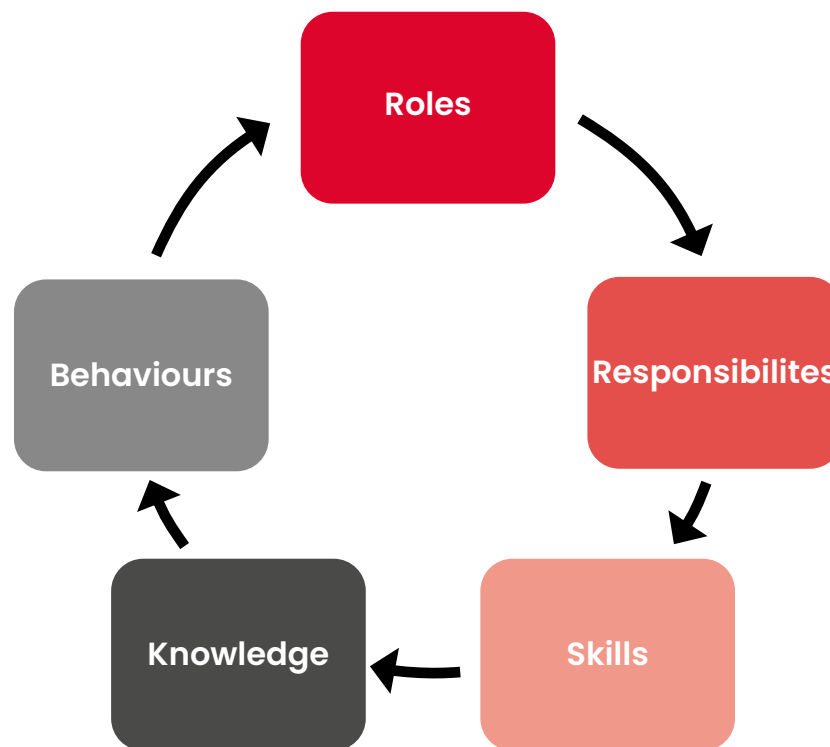 Roles
Responsibilites
Behaviours
Knowledge
Skills